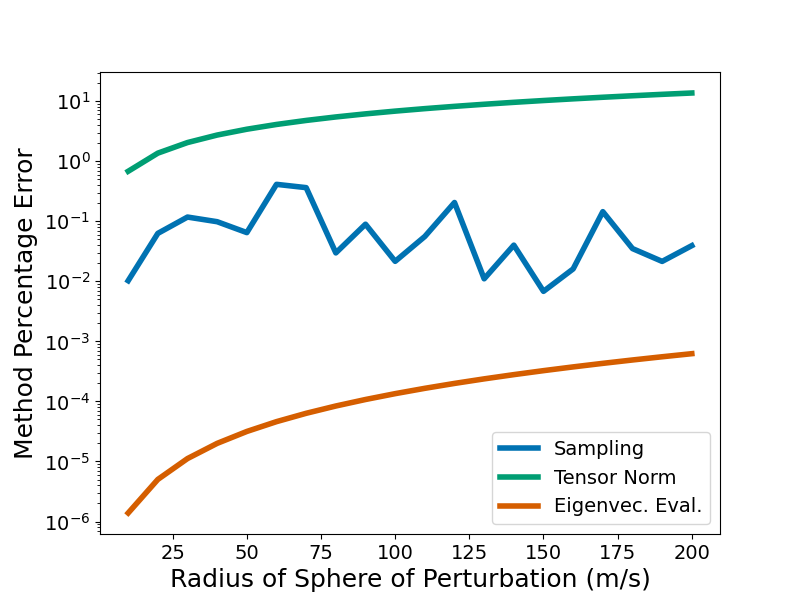 Method Percentage Error
10¹
10⁰
10⁻¹
10⁻²
10⁻³
10⁻⁴
10⁻⁵
10⁻⁶
Sampling
Tensor Norm
Eigenvec. Eval.
25 50 75 100 125 150 175 200
Radius of Sphere of Perturbation (m/s)